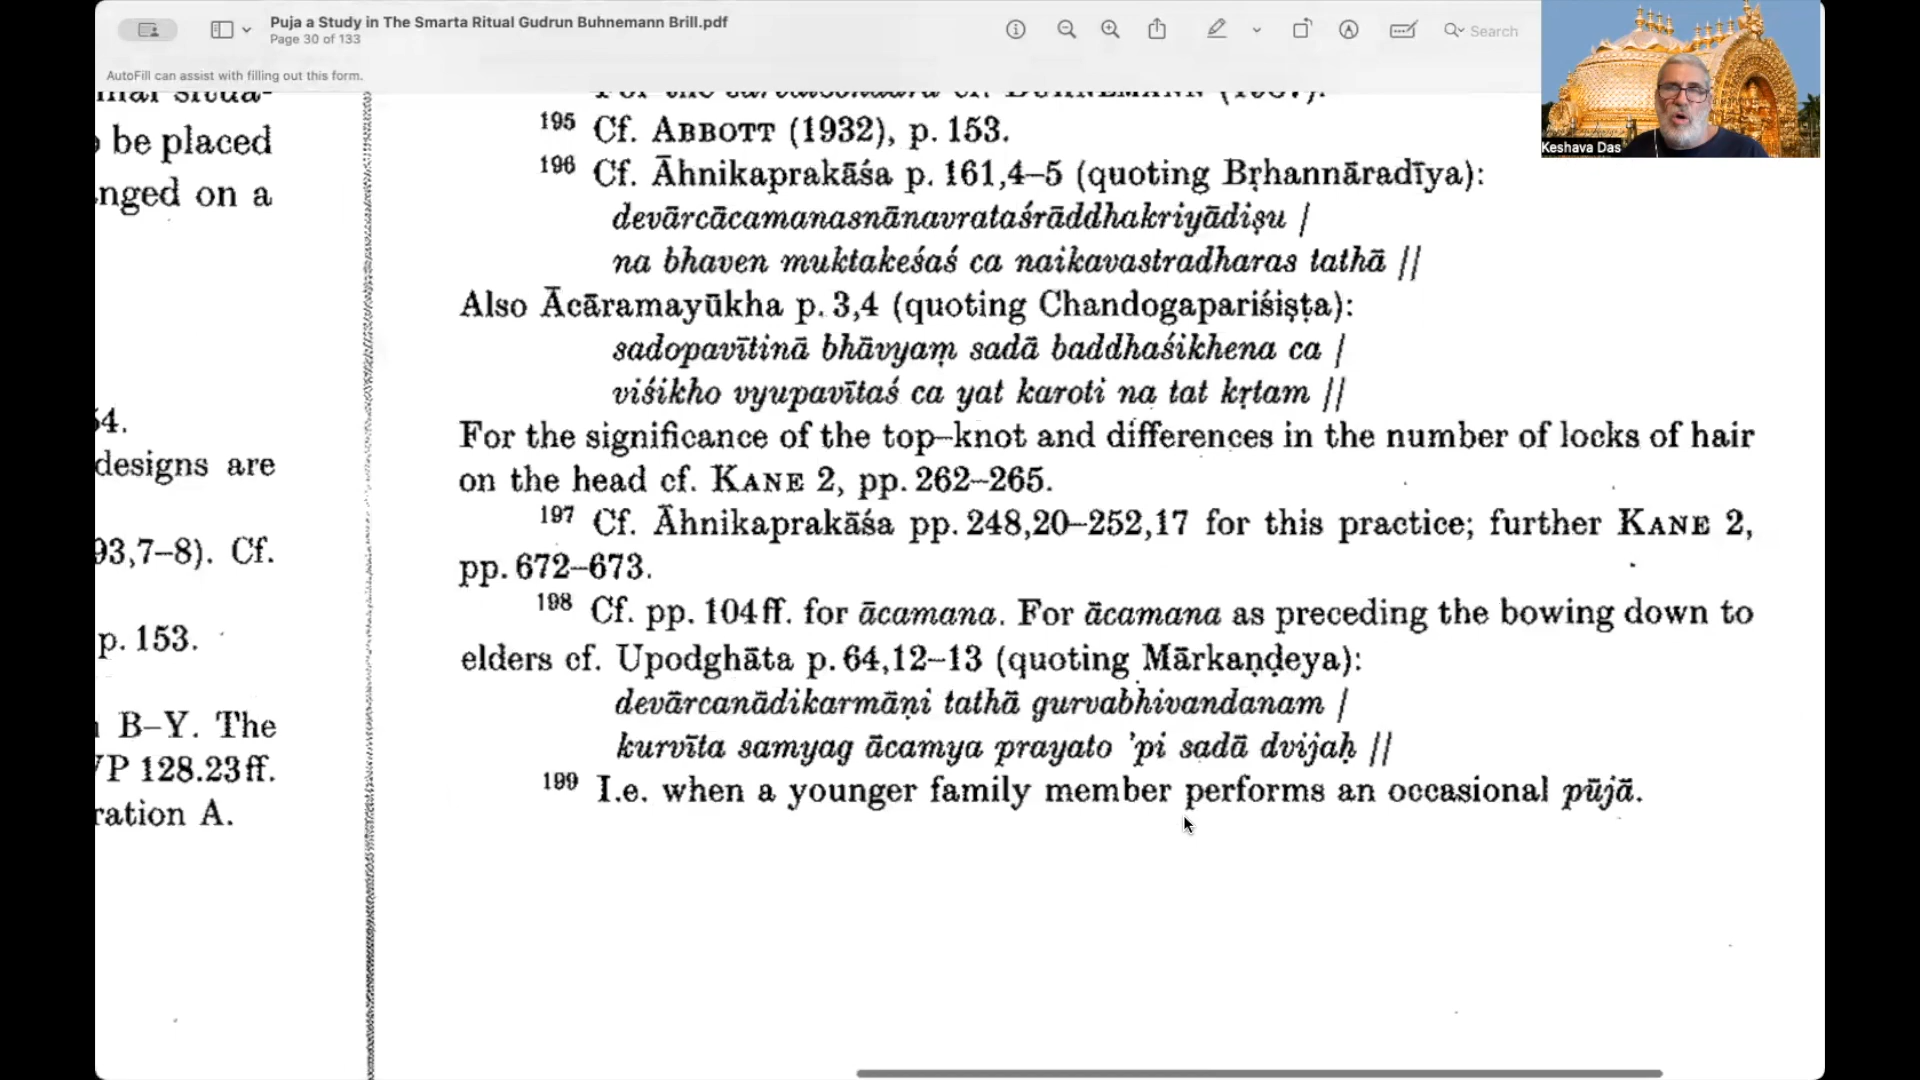 Puja a Study in The Smarta Ritual Gudrun Buhnemann Brill.pdf
Page 30 of 133
Search
AutoFill can assist with filling out this form.
Keshava Das
be placed
on a
54.
designs are
93,7–8). Cf.
p. 153.
B–Y. The
P 128.23ff.
ration A.
195 Cf. ABBOTT (1932), p. 153.
196 Cf. Āhnikaprakāśa p. 161,4–5 (quoting Bṛhannāradīya):
devārcācamanasnānavrataśrāddhakriyādiṣu /
na bhaven muktakeśaś ca naikavastradharas tathā //
Also Ācāramayūkha p. 3,4 (quoting Chandogapariśiṣṭa):
sadopavītinā bhāvyaṃ sadā baddhaśikhena ca /
viśikho vyupavītaś ca yat karoti na tat kṛtam //
For the significance of the top–knot and differences in the number of locks of hair
on the head cf. KANE 2, pp. 262–265.
197 Cf. Āhnikaprakāśa pp. 248,20–252,17 for this practice; further KANE 2,
pp. 672–673.
198 Cf. pp. 104ff. for ācamana. For ācamana as preceding the bowing down to
elders cf. Upodghāta p. 64,12–13 (quoting Mārkaṇḍeya):
devārcanādikarmāṇi tathā gurvabhivandanam /
kurvīta samyag ācamya prayato 'pi sadā dvijaḥ //
199 I.e. when a younger family member performs an occasional pūjā.